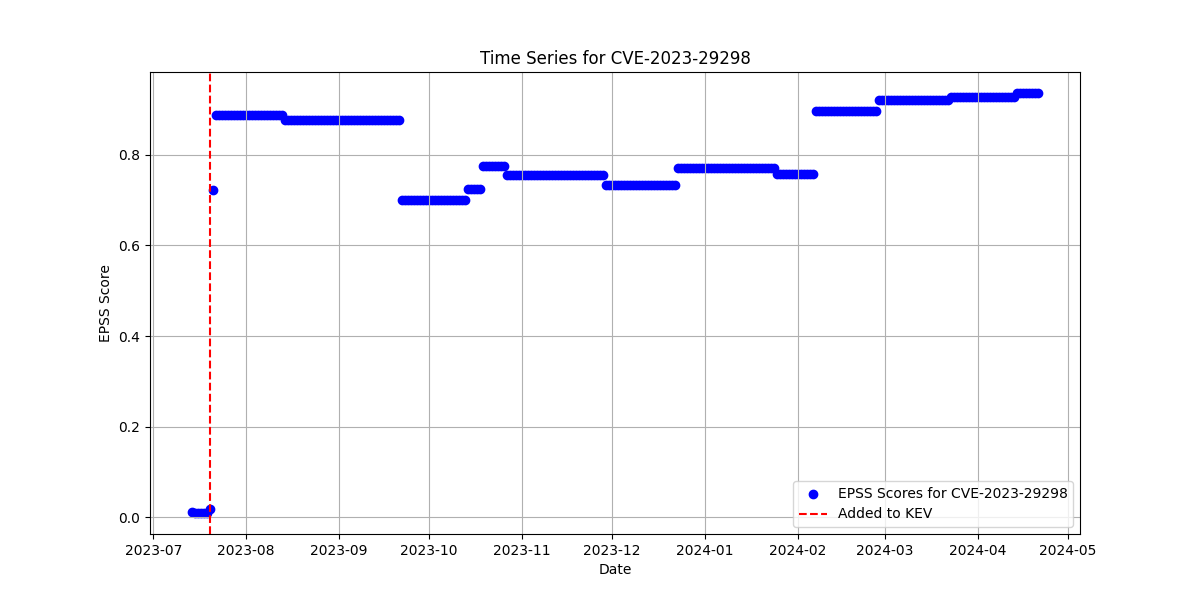 Time Series for CVE-2023-29298
EPSS Score
0.8
0.6
0.4
0.2
0.0
EPSS Scores for CVE-2023-29298
Added to KEV
2023-07 2023-08 2023-09 2023-10 2023-11 2023-12 2024-01 2024-02 2024-03 2024-04 2024-05
Date